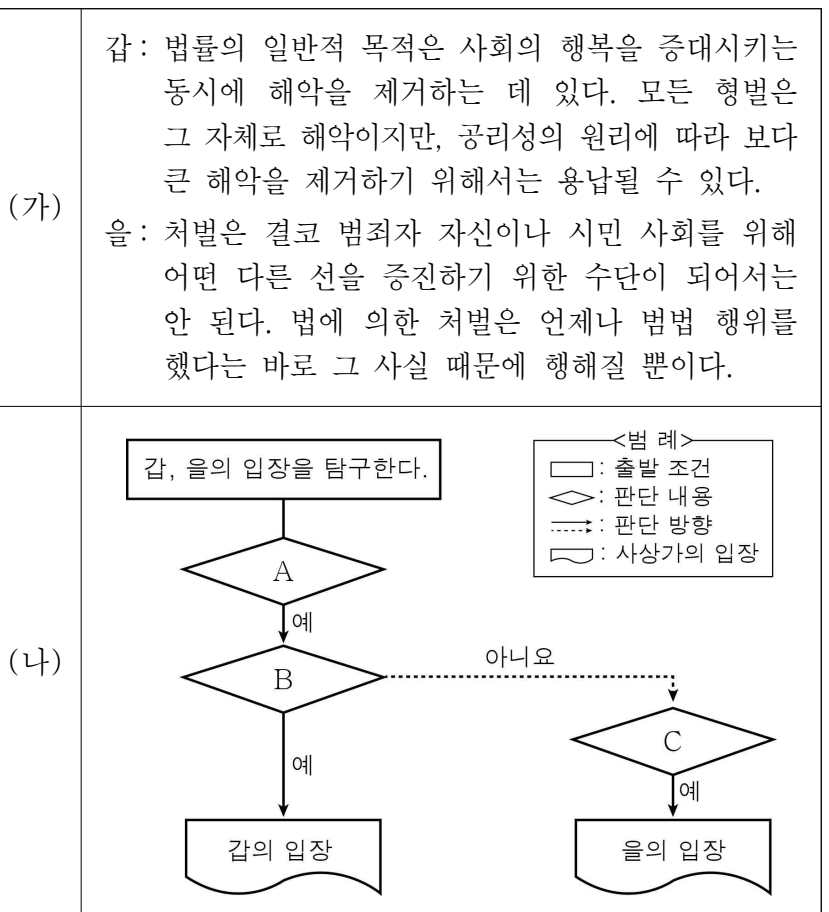 (가)
갑 : 법률의 일반적 목적은 사회의 행복을 증대시키는
동시에 해악을 제거하는 데 있다. 모든 형벌은
그 자체로 해악이지만, 공리성의 원리에 따라 보다
큰 해악을 제거하기 위해서는 용납될 수 있다.
을 : 처벌은 결코 범죄자 자신이나 시민 사회를 위해
어떤 다른 선을 증진하기 위한 수단이 되어서는
안 된다. 법에 의한 처벌은 언제나 범법 행위를
했다는 바로 그 사실 때문에 행해질 뿐이다.
(나)
갑, 을의 입장을 탐구한다.
<범 례>
: 출발 조건
: 판단 내용
: 판단 방향
: 사상가의 입장
A
예
B
아니요
C
예
예
갑의 입장
을의 입장